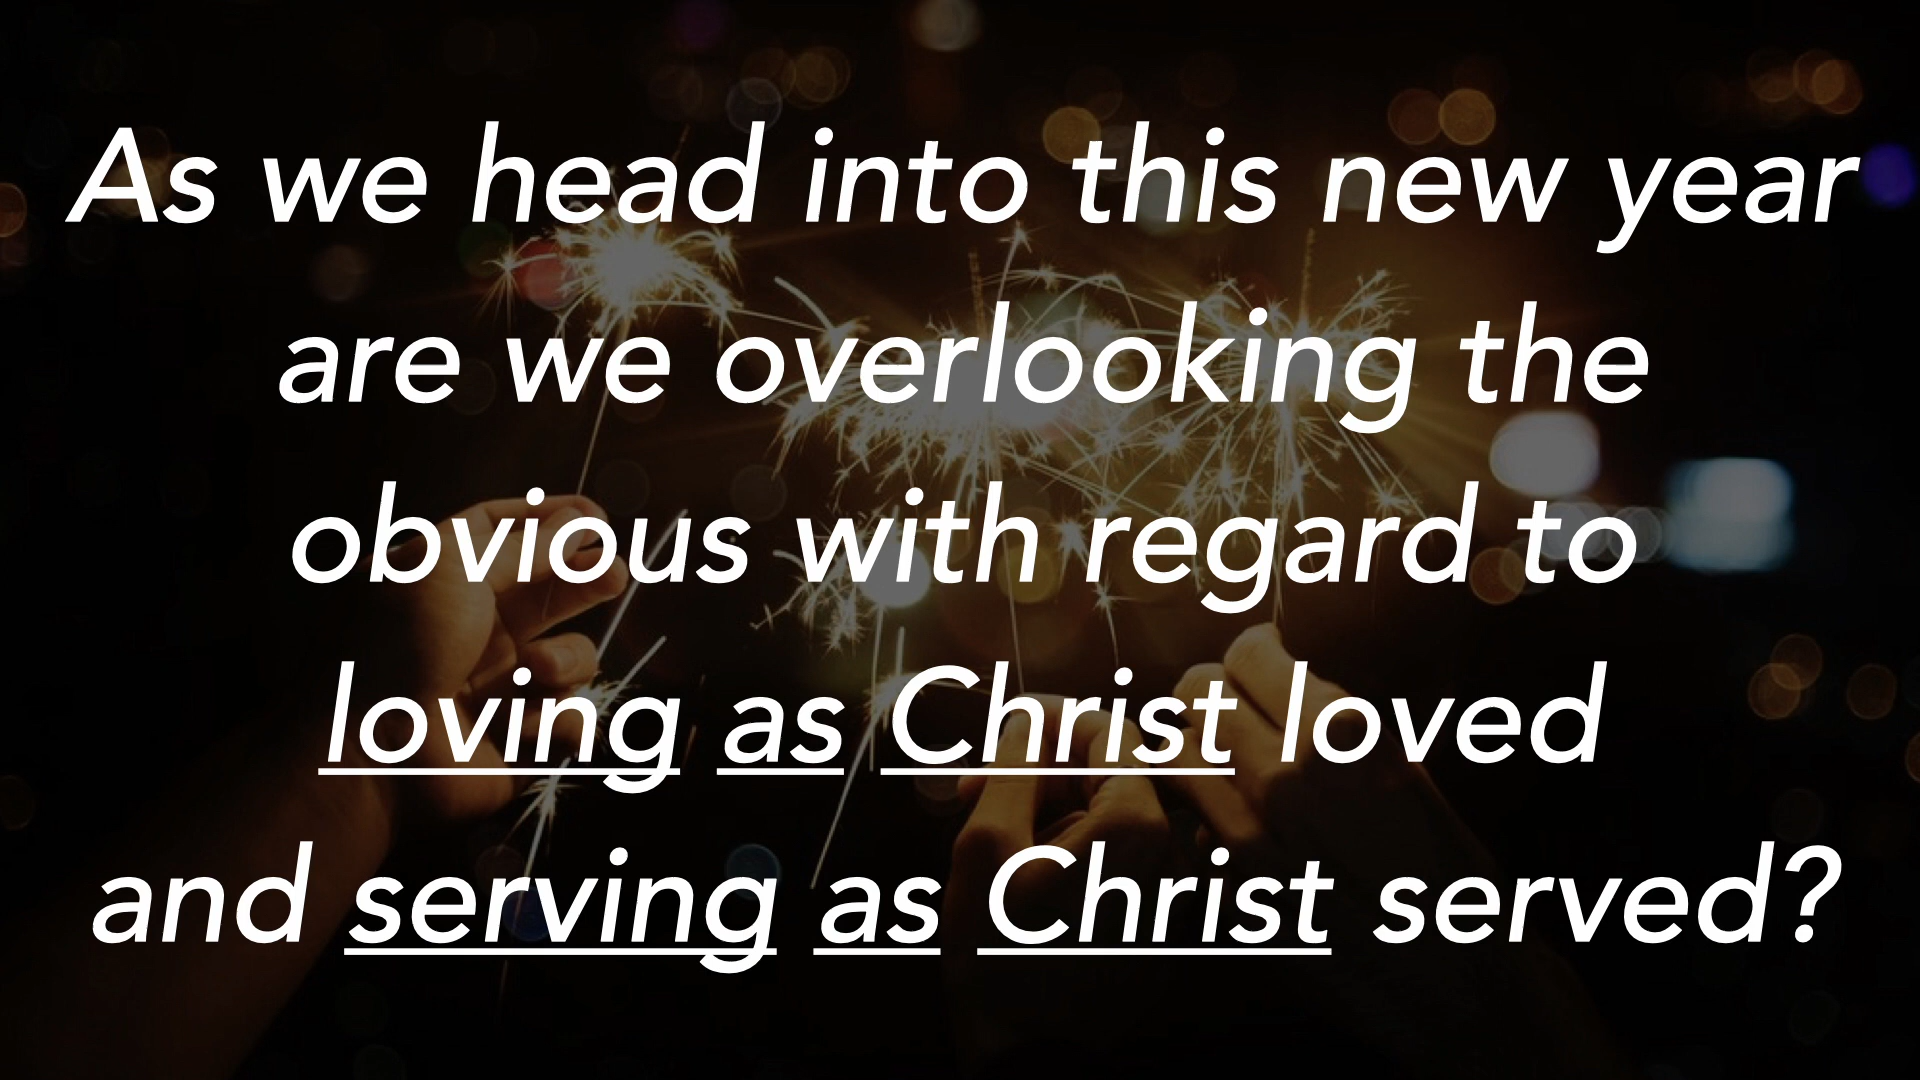 As we head into this new year
are we overlooking the
obvious with regard to
loving as Christ loved
and serving as Christ served?